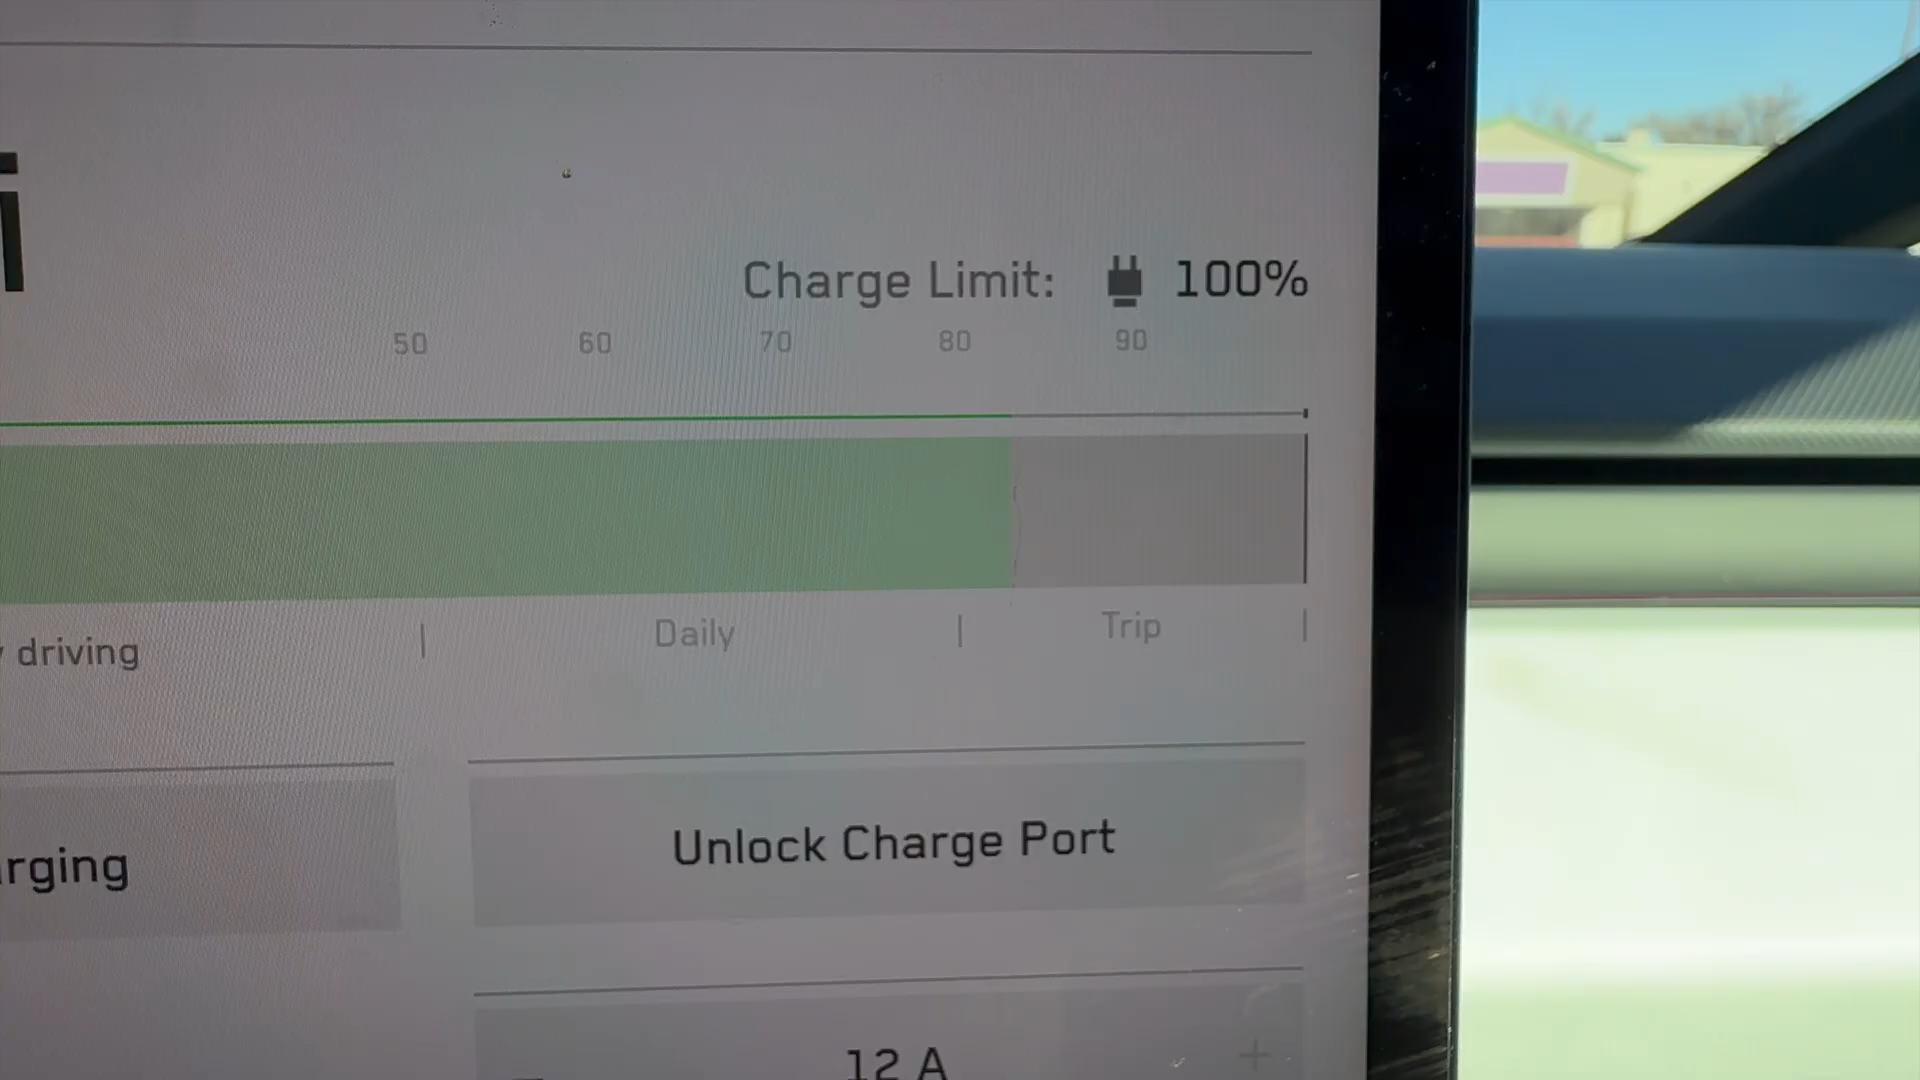 Charge Limit: 100%
50 60 70 80 90
driving
Daily
Trip
rging
Unlock Charge Port
12 A +